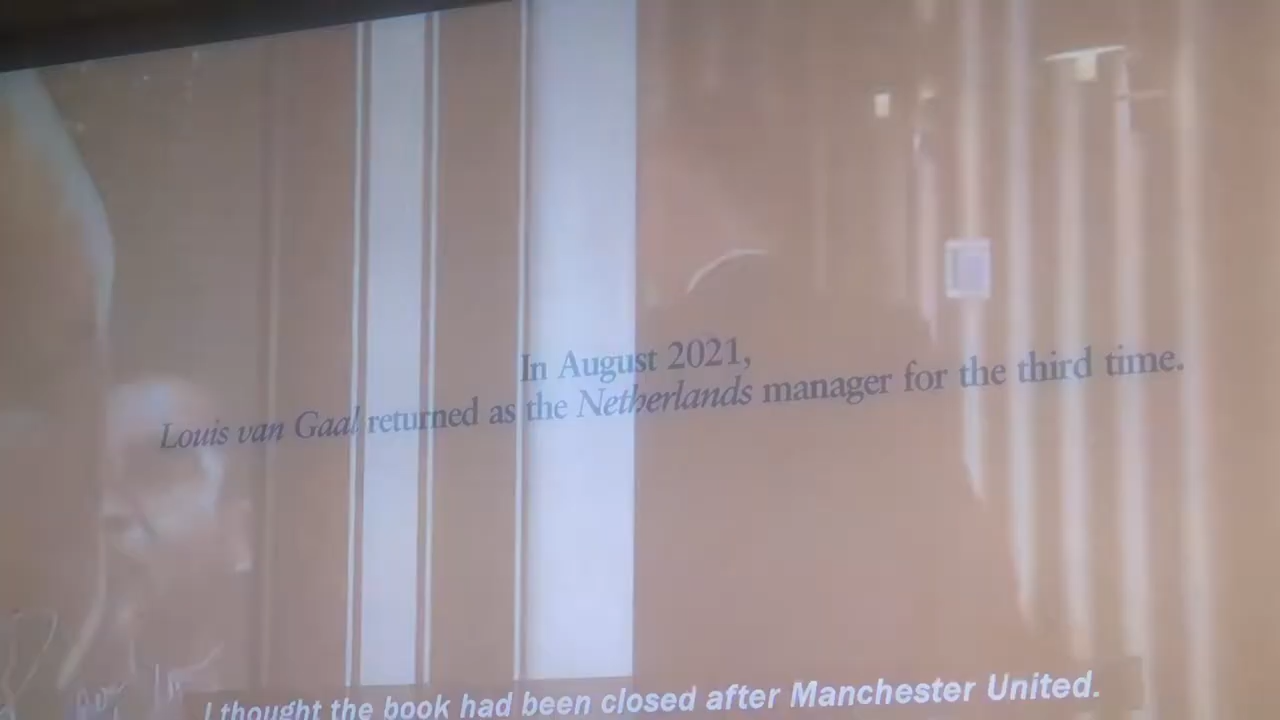 In August 2021,
Louis van Gaal returned as the Netherlands manager for the third time.
I thought the book had been closed after Manchester United.